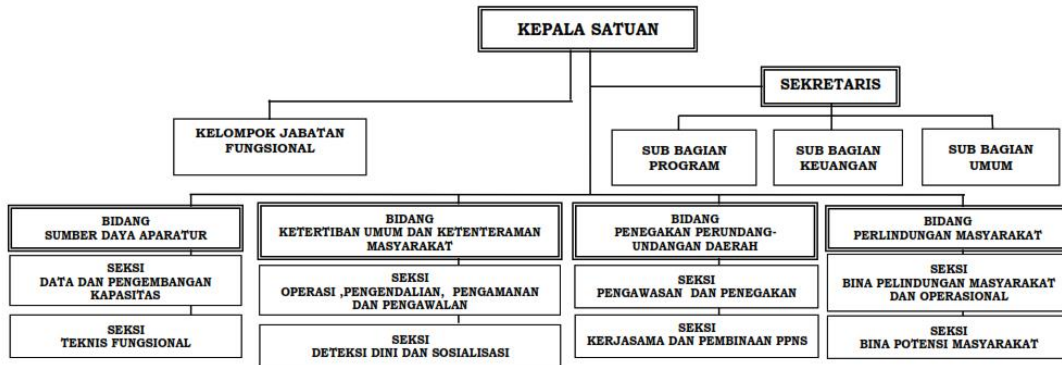 KEPALA SATUAN
SEKRETARIS
KELOMPOK JABATAN
FUNGSIONAL
SUB BAGIAN
PROGRAM
SUB BAGIAN
KEUANGAN
SUB BAGIAN
UMUM
BIDANG
SUMBER DAYA APARATUR
BIDANG
KETERTIBAN UMUM DAN KETENTERAMAN
MASYARAKAT
BIDANG
PENEGAKAN PERUNDANG-
UNDANGAN DAERAH
BIDANG
PERLINDUNGAN MASYARAKAT
SEKSI
DATA DAN PENGEMBANGAN
KAPASITAS
SEKSI
OPERASI ,PENGENDALIAN, PENGAMANAN
DAN PENGAWALAN
SEKSI
PENGAWASAN DAN PENEGAKAN
SEKSI
BINA PELINDUNGAN MASYARAKAT
DAN OPERASIONAL
SEKSI
TEKNIS FUNGSIONAL
SEKSI
DETEKSI DINI DAN SOSIALISASI
SEKSI
KERJASAMA DAN PEMBINAAN PPNS
SEKSI
BINA POTENSI MASYARAKAT